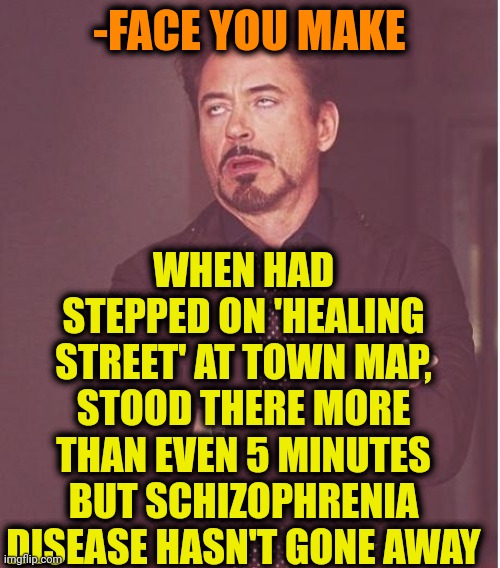 -FACE YOU MAKE
WHEN HAD
STEPPED ON 'HEALING
STREET' AT TOWN MAP,
STOOD THERE MORE
THAN EVEN 5 MINUTES
BUT SCHIZOPHRENIA
DISEASE HASN'T GONE AWAY
imgflip.com